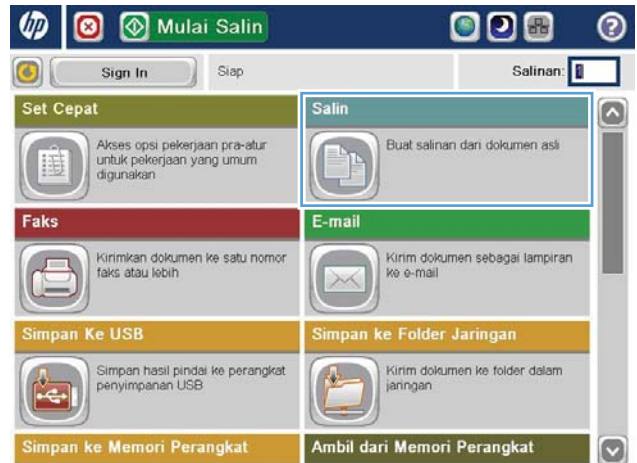 hp Mulai Salin ?
Sign In Siap Salinan: 1
Set Cepat
Akses opsi pekerjaan pra-atur
untuk pekerjaan yang umum
digunakan
Salin
Buat salinan dari dokumen asli
Faks
Kirimkan dokumen ke satu nomor
faks atau lebih
E-mail
Kirim dokumen sebagai lampiran
ke e-mail
Simpan Ke USB
Simpan hasil pindai ke perangkat
penyimpanan USB
Simpan ke Folder Jaringan
Kirim dokumen ke folder dalam
jaringan
Simpan ke Memori Perangkat
Ambil dari Memori Perangkat